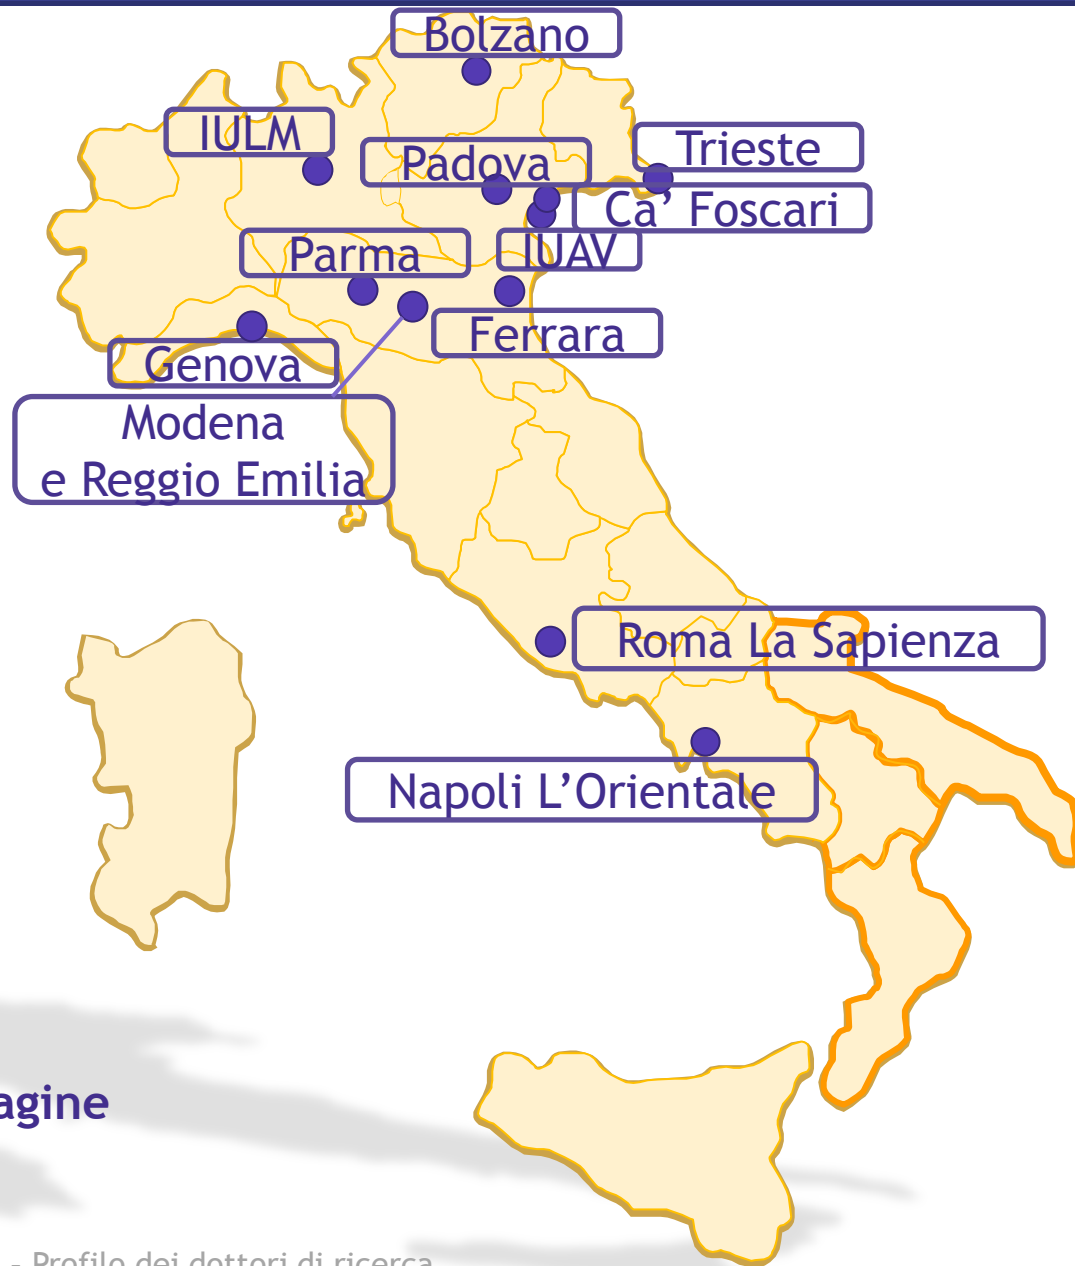 Bolzano
IULM
Padova
Trieste
Ca’ Foscari
IUAV
Parma
Ferrara
Genova
Modena
e Reggio Emilia
Roma La Sapienza
Napoli L’Orientale
agine
- Profilo dei dottori di ricerca